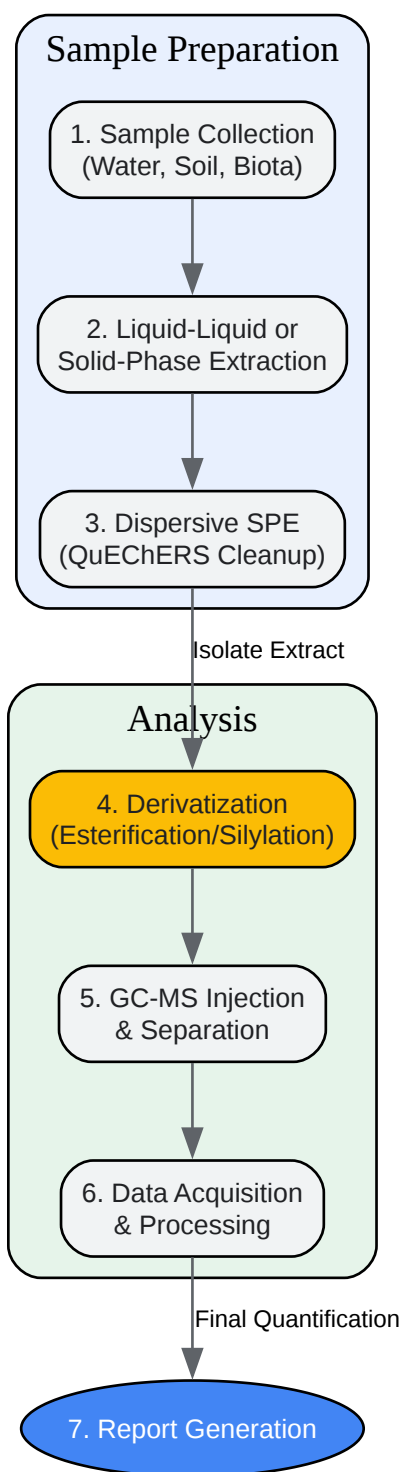 Sample Preparation
1. Sample Collection
(Water, Soil, Biota)
2. Liquid-Liquid or
Solid-Phase Extraction
3. Dispersive SPE
(QuEChERS Cleanup)
Isolate Extract
Analysis
4. Derivatization
(Esterification/Silylation)
5. GC-MS Injection
& Separation
6. Data Acquisition
& Processing
Final Quantification
7. Report Generation